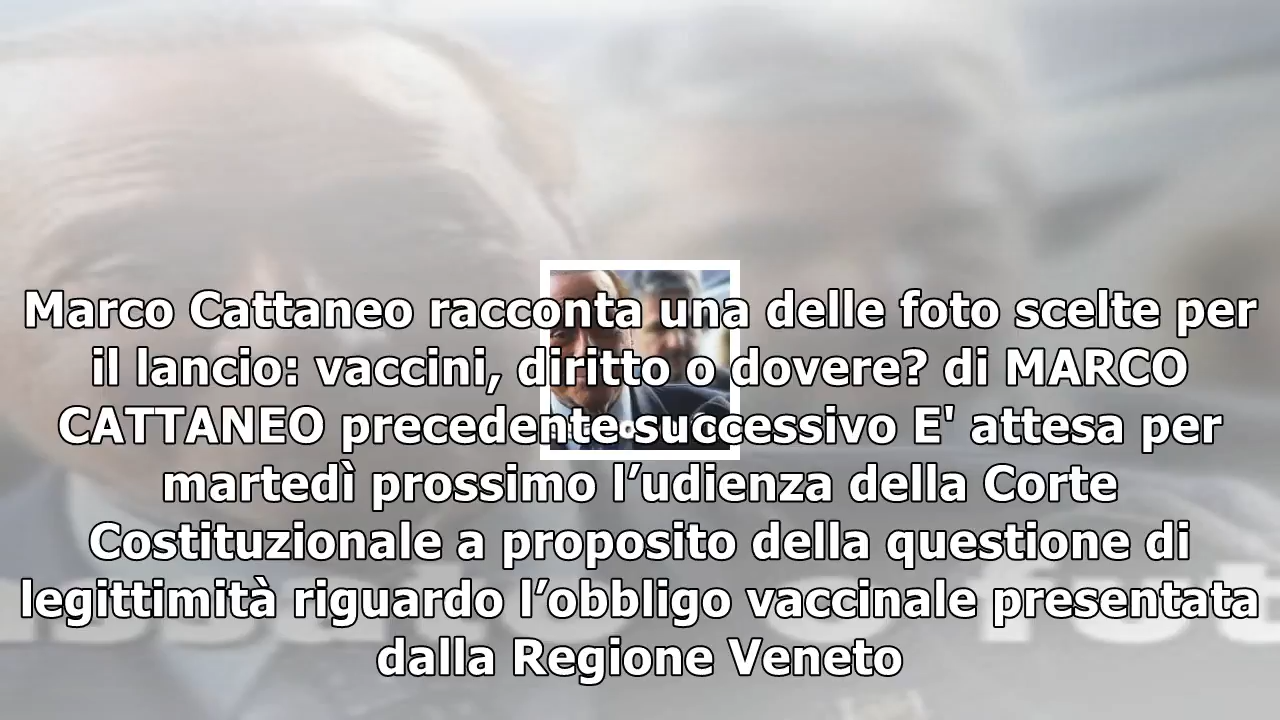 Marco Cattaneo racconta una delle foto scelte per
il lancio: vaccini, diritto o dovere? di MARCO
CATTANEO precedente successivo E' attesa per
martedì prossimo l’udienza della Corte
Costituzionale a proposito della questione di
legittimità riguardo l’obbligo vaccinale presentata
dalla Regione Veneto